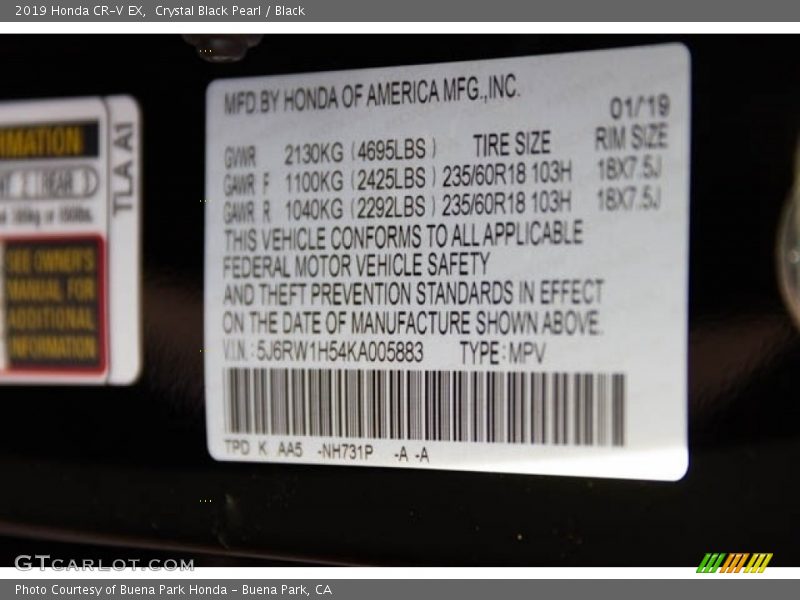 2019 Honda CR-V EX,  Crystal Black Pearl / Black
MFD.BY HONDA OF AMERICA MFG.,INC.
01/19
GVWR 2130KG (4695LBS) TIRE SIZE RIM SIZE
GAWR F 1100KG (2425LBS) 235/60R18 103H 18X7.5J
GAWR R 1040KG (2292LBS) 235/60R18 103H 18X7.5J
THIS VEHICLE CONFORMS TO ALL APPLICABLE
FEDERAL MOTOR VEHICLE SAFETY
AND THEFT PREVENTION STANDARDS IN EFFECT
ON THE DATE OF MANUFACTURE SHOWN ABOVE.
V.I.N.:5J6RW1H54KA005883 TYPE:MPV
TPD K AA5 -NH731P -A -A
TLA A1
REAR
SEE OWNER'S
MANUAL FOR
ADDITIONAL
INFORMATION
GTCARLOT.COM
Photo Courtesy of Buena Park Honda - Buena Park, CA